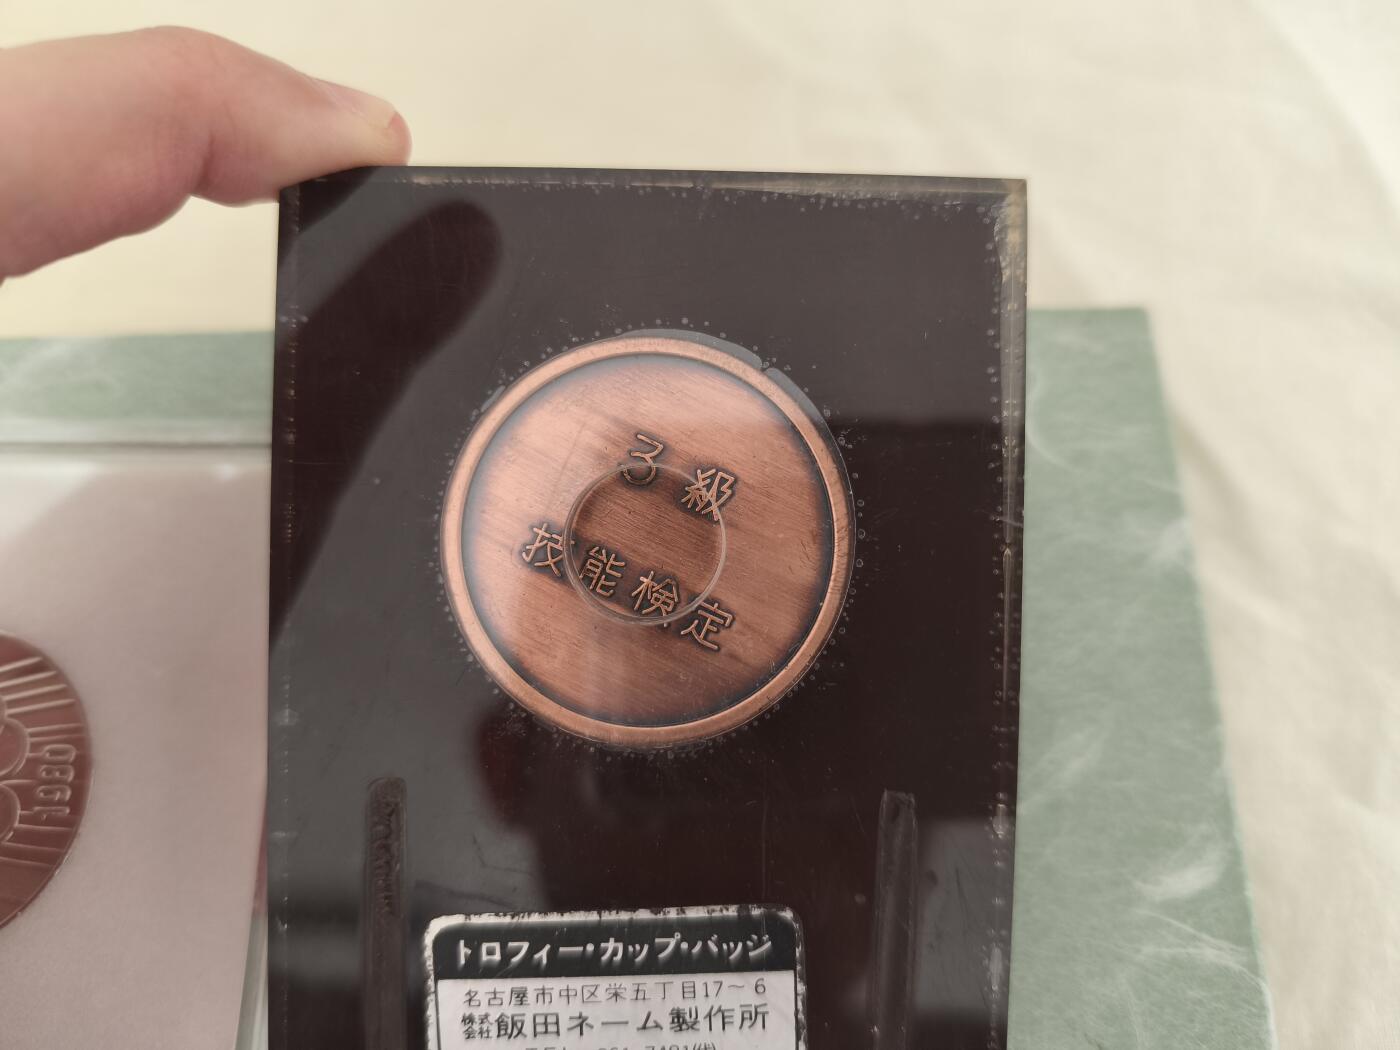 3級
技能検定
トロフィー・カップ・バッジ
名古屋市中区栄五丁目17～6
株式会社飯田ネーム製作所
1980